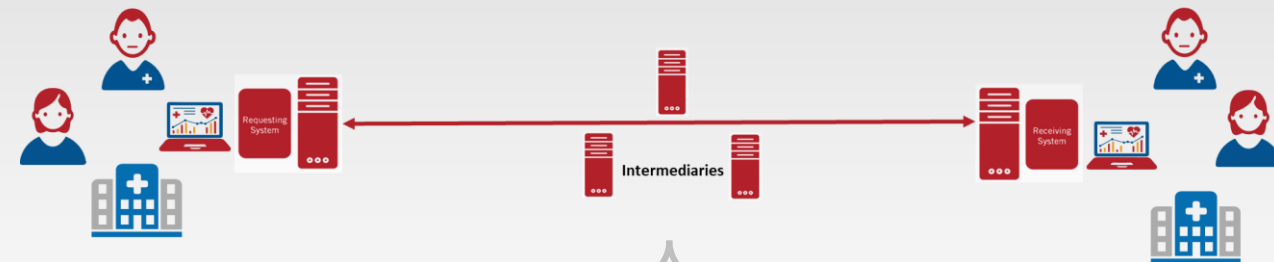 Requesting
System
Intermediaries
Receiving
System